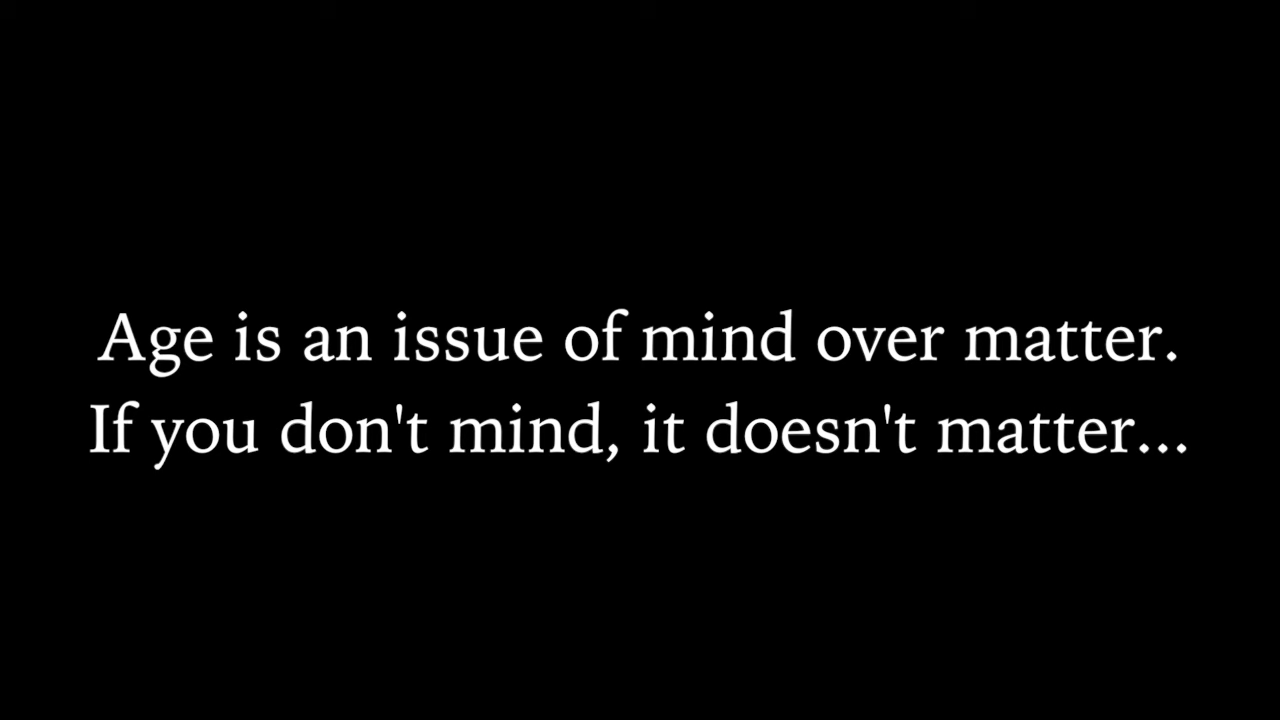 Age is an issue of mind over matter.
If you don't mind, it doesn't matter...